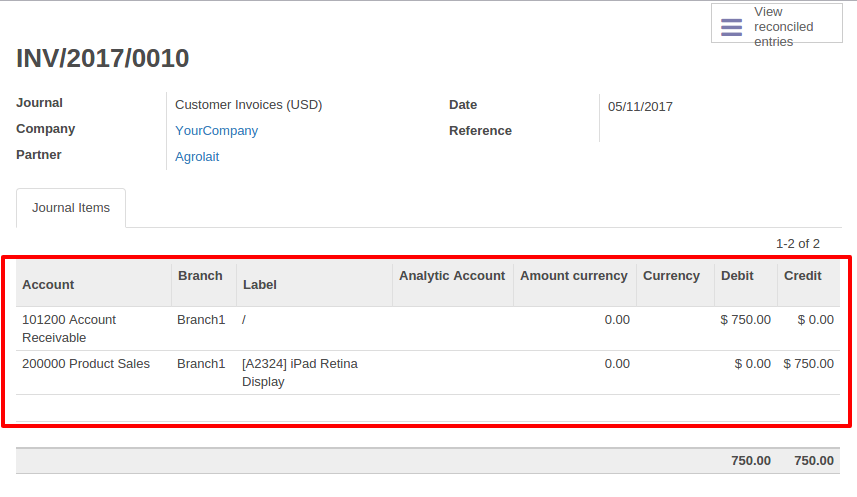 View
reconciled
entries
INV/2017/0010
Journal Customer Invoices (USD) Date 05/11/2017
Company YourCompany Reference
Partner Agrolait
Journal Items
1-2 of 2
Account Branch Label Analytic Account Amount currency Currency Debit Credit
101200 Account Branch1 / 0.00 $ 750.00 $ 0.00
Receivable
200000 Product Sales Branch1 [A2324] iPad Retina 0.00 $ 0.00 $ 750.00
Display
750.00 750.00